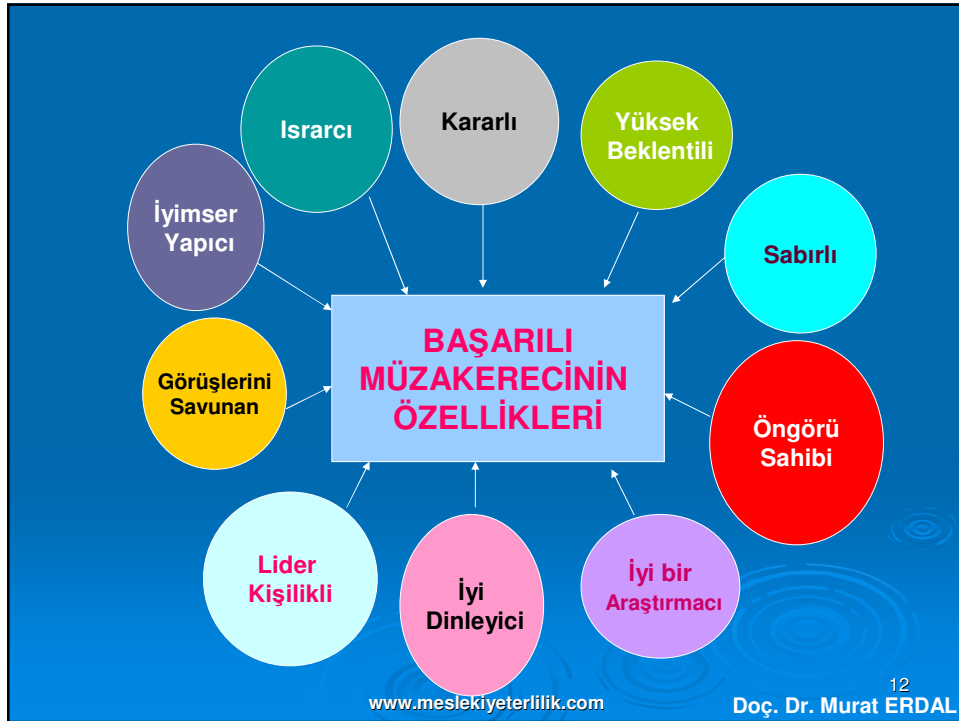 Israrcı
Kararlı
Yüksek
Beklentili
İyimser
Yapıcı
Sabırlı
BAŞARILI
MÜZAKERECİNİN
ÖZELLİKLERİ
Görüşlerini
Savunan
Öngörü
Sahibi
Lider
Kişilikli
İyi
Dinleyici
İyi bir
Araştırmacı
12
www.meslekiyeterlilik.com
Doç. Dr. Murat ERDAL